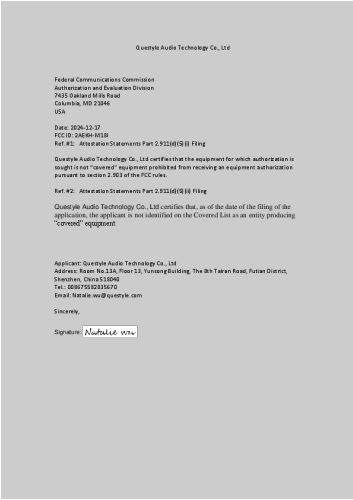 Questyle Audio Technology Co., Ltd
Federal Communications Commission
Authorization and Evaluation Division
7435 Oakland Mills Road
Columbia, MD 21046
USA
Date: 2024-12-17
FCC ID: 2AEKH-M18I
Ref. #1: Attestation Statements Part 2.911(d)(5)(i) Filing
Questyle Audio Technology Co., Ltd certifies that the equipment for which authorization is
sought is not "covered" equipment prohibited from receiving an equipment authorization
pursuant to section 2.903 of the FCC rules.
Ref. #2: Attestation Statements Part 2.911(d)(5)(ii) Filing
Questyle Audio Technology Co., Ltd certifies that, as of the date of the filing of the
application, the applicant is not identified on the Covered List as an entity producing
"covered" equipment
Applicant: Questyle Audio Technology Co., Ltd
Address: Room No.13A, Floor 13, Yunsong Building, The 8th Tairan Road, Futian District,
Shenzhen, China 518040
Tel.: 008675582835670
Email: Natalie.wu@questyle.com
Sincerely,
Signature: Natalie wu